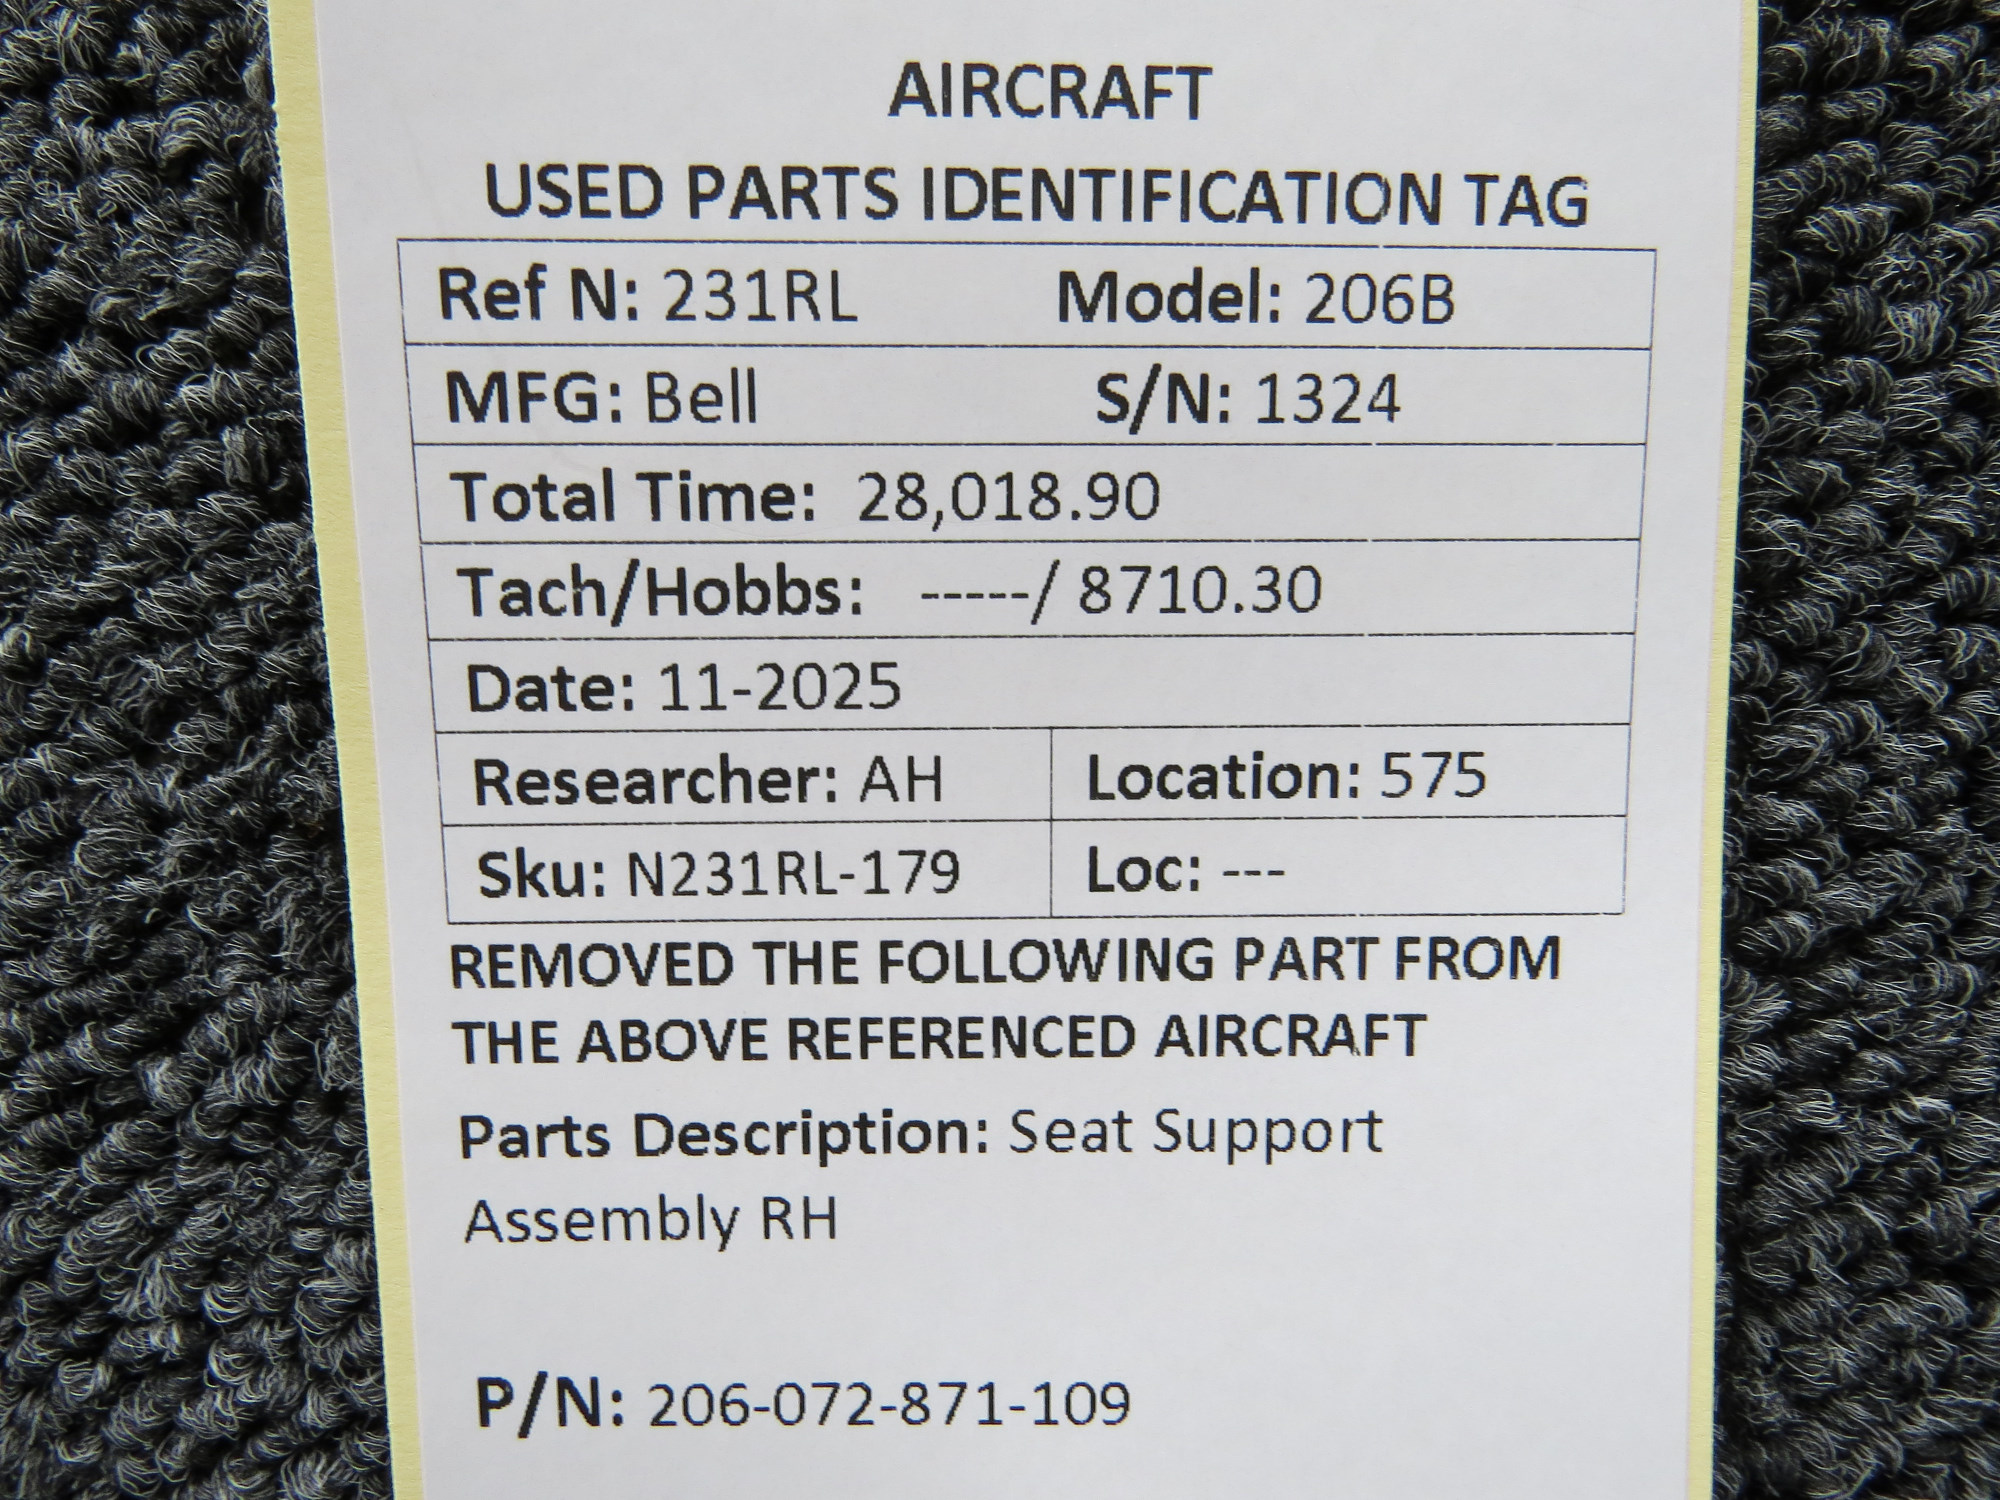 AIRCRAFT
USED PARTS IDENTIFICATION TAG
Ref N: 231RL Model: 206B
MFG: Bell S/N: 1324
Total Time: 28,018.90
Tach/Hobbs: -----/ 8710.30
Date: 11-2025
Researcher: AH Location: 575
Sku: N231RL-179 Loc: ---
REMOVED THE FOLLOWING PART FROM
THE ABOVE REFERENCED AIRCRAFT
Parts Description: Seat Support
Assembly RH
P/N: 206-072-871-109